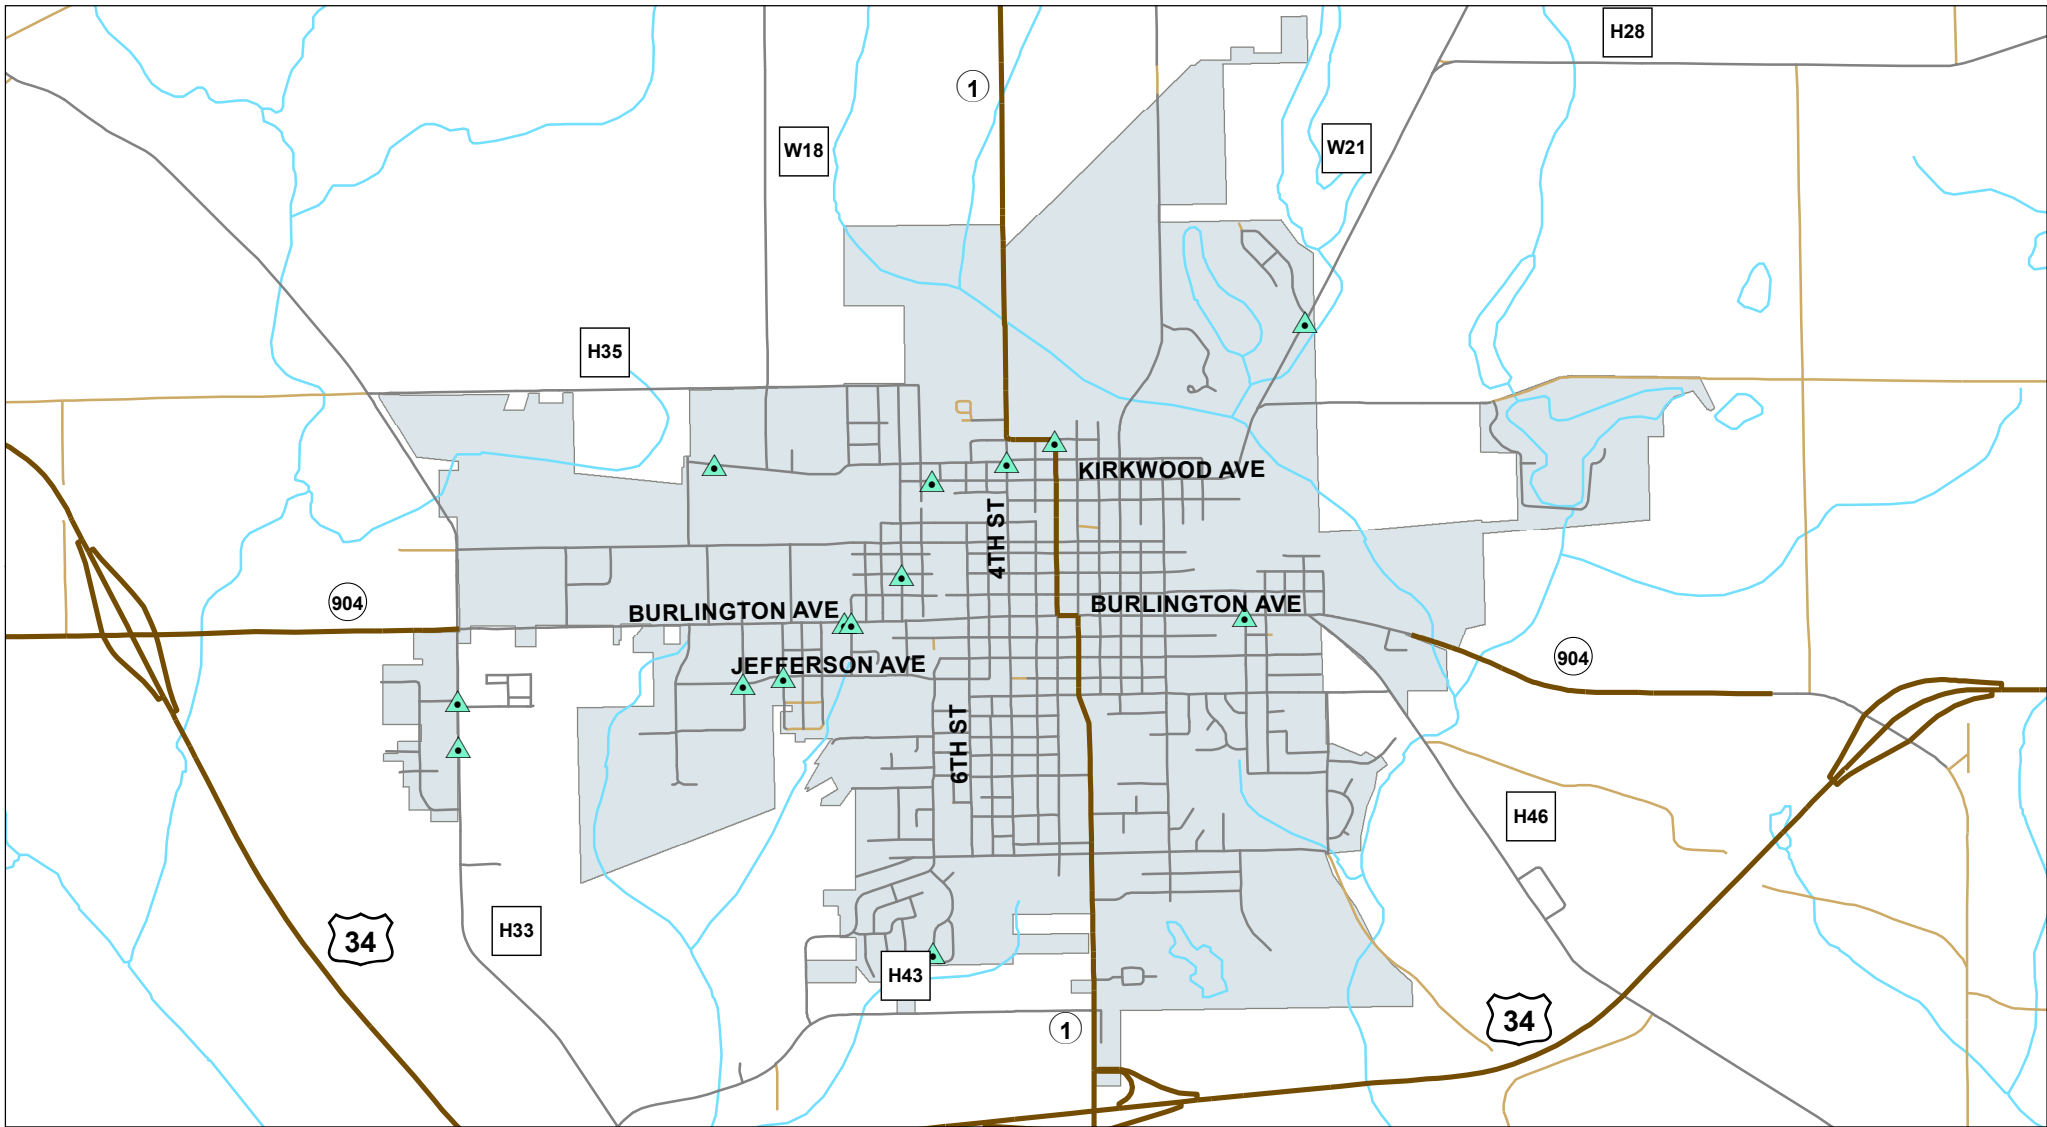 H28
1
W18
W21
H35
KIRKWOOD AVE
4TH ST
904
BURLINGTON AVE
BURLINGTON AVE
JEFFERSON AVE
904
6TH ST
H46
34
H33
H43
34
1